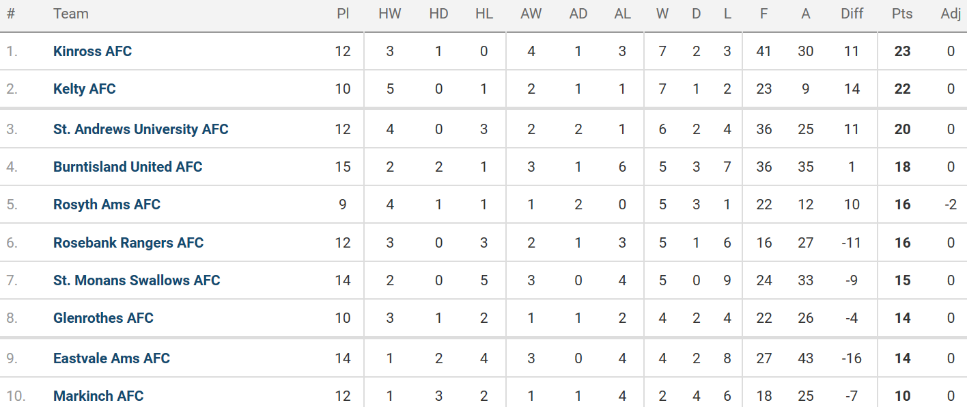 # Team Pl HW HD HL AW AD AL W D L F A Diff Pts Adj
1. Kinross AFC 12 3 1 0 4 1 3 7 2 3 41 30 11 23 0
2. Kelty AFC 10 5 0 1 2 1 1 7 1 2 23 9 14 22 0
3. St. Andrews University AFC 12 4 0 3 2 2 1 6 2 4 36 25 11 20 0
4. Burntisland United AFC 15 2 2 1 3 1 6 5 3 7 36 35 1 18 0
5. Rosyth Ams AFC 9 4 1 1 1 2 0 5 3 1 22 12 10 16 -2
6. Rosebank Rangers AFC 12 3 0 3 2 1 3 5 1 6 16 27 -11 16 0
7. St. Monans Swallows AFC 14 2 0 5 3 0 4 5 0 9 24 33 -9 15 0
8. Glenrothes AFC 10 3 1 2 1 1 2 4 2 4 22 26 -4 14 0
9. Eastvale Ams AFC 14 1 2 4 3 0 4 4 2 8 27 43 -16 14 0
10. Markinch AFC 12 1 3 2 1 1 4 2 4 6 18 25 -7 10 0